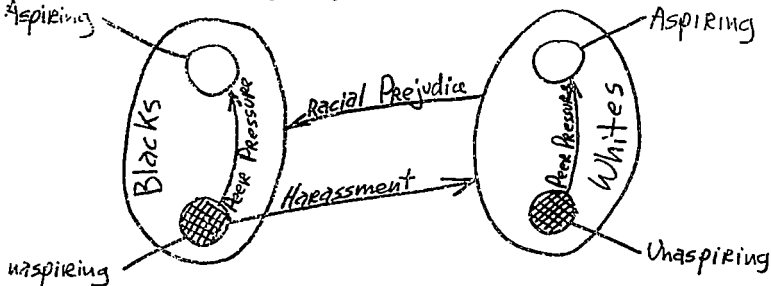 Aspiring
Aspiring
Racial Prejudice
Blacks
Peer Pressure
Peer Pressure
Whites
Harassment
unaspiring
Unaspiring